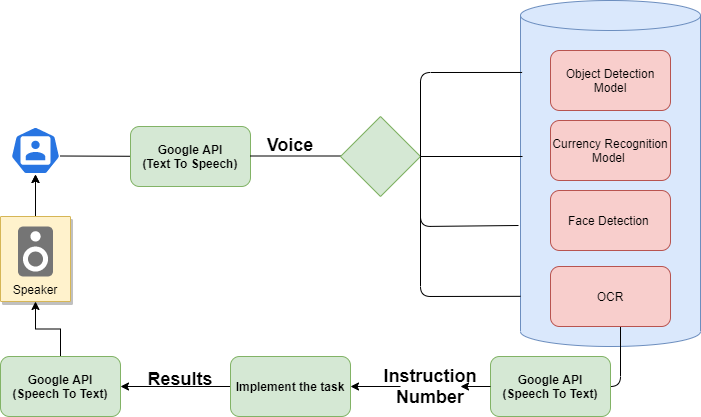 Object Detection
Model
Google API
(Text To Speech)
Voice
Currency Recognition
Model
Face Detection
Speaker
OCR
Google API
(Speech To Text)
Results
Implement the task
Instruction
Number
Google API
(Speech To Text)